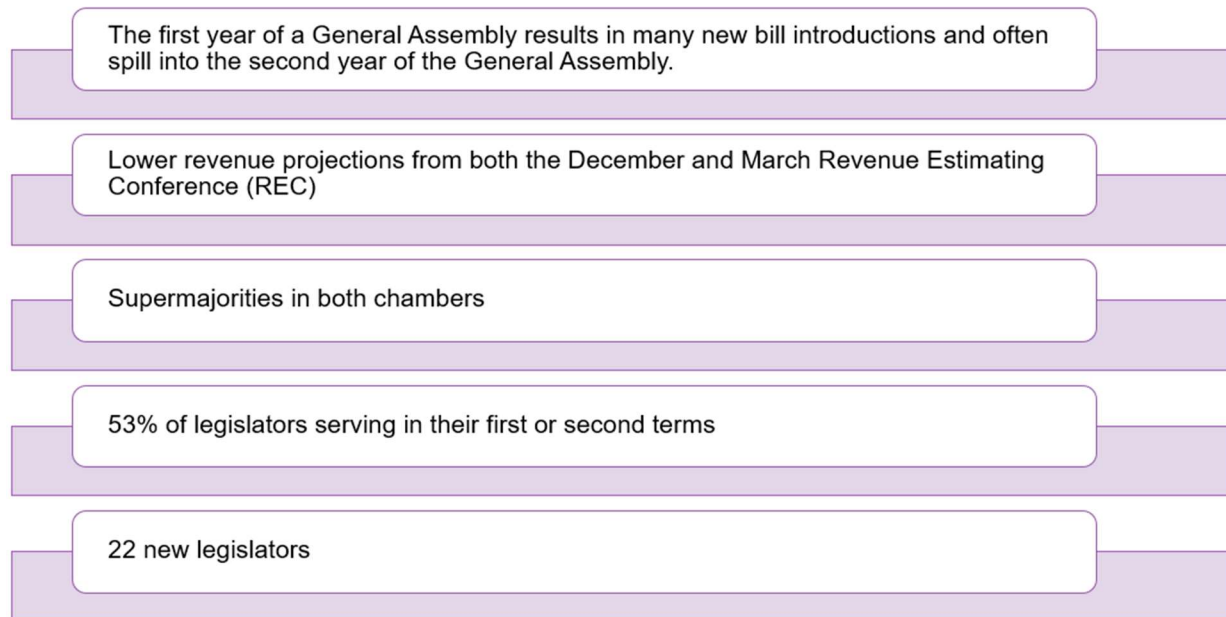 The first year of a General Assembly results in many new bill introductions and often
spill into the second year of the General Assembly.
Lower revenue projections from both the December and March Revenue Estimating
Conference (REC)
Supermajorities in both chambers
53% of legislators serving in their first or second terms
22 new legislators